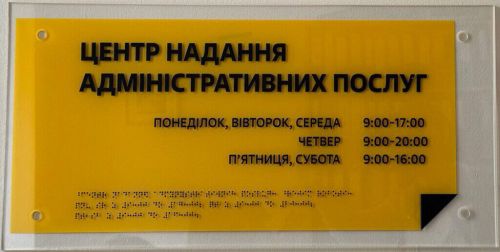 ЦЕНТР НАДАННЯ
АДМІНІСТРАТИВНИХ ПОСЛУГ
ПОНЕДІЛОК, ВІВТОРОК, СЕРЕДА 9:00-17:00
ЧЕТВЕР 9:00-20:00
П'ЯТНИЦЯ, СУБОТА 9:00-16:00